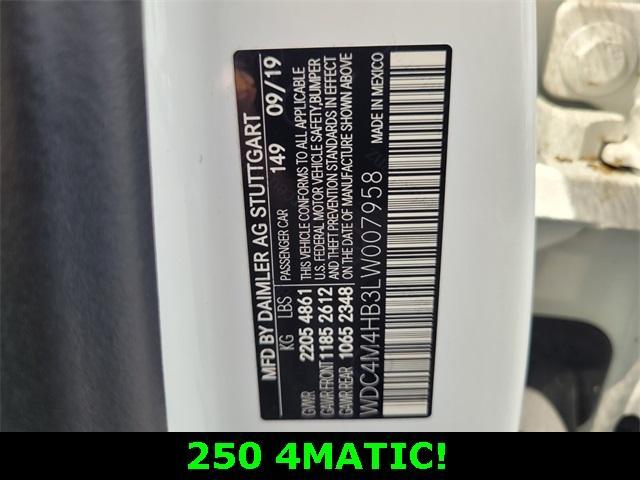 MFD BY DAIMLER AG STUTTGART
KG LBS PASSENGER CAR 149 09/19
GVWR 2205 4861 THIS VEHICLE CONFORMS TO ALL APPLICABLE
GAWR FRONT 1185 2612 U.S. FEDERAL MOTOR VEHICLE SAFETY, BUMPER
AND THEFT PREVENTION STANDARDS IN EFFECT
GAWR REAR 1065 2348 ON THE DATE OF MANUFACTURE SHOWN ABOVE
WDC4M4HB3LW007958 MADE IN MEXICO
250 4MATIC!